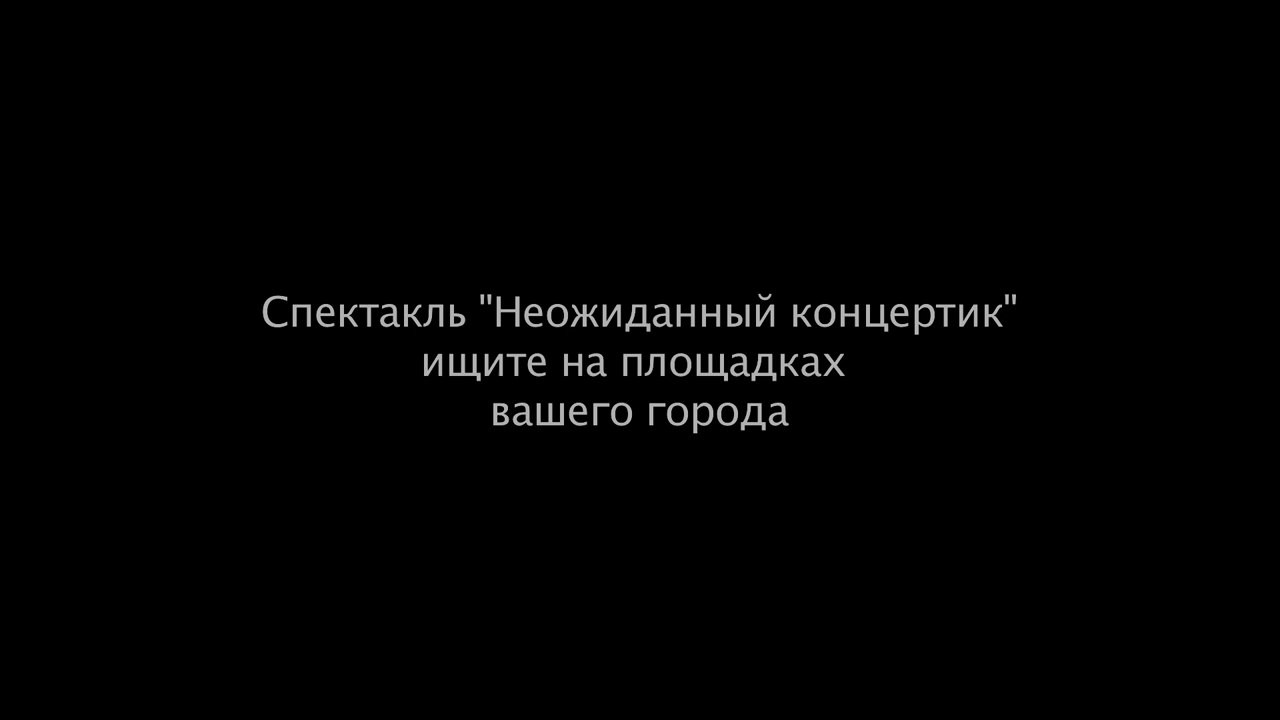 Спектакль "Неожиданный концертик"
ищите на площадках
вашего города